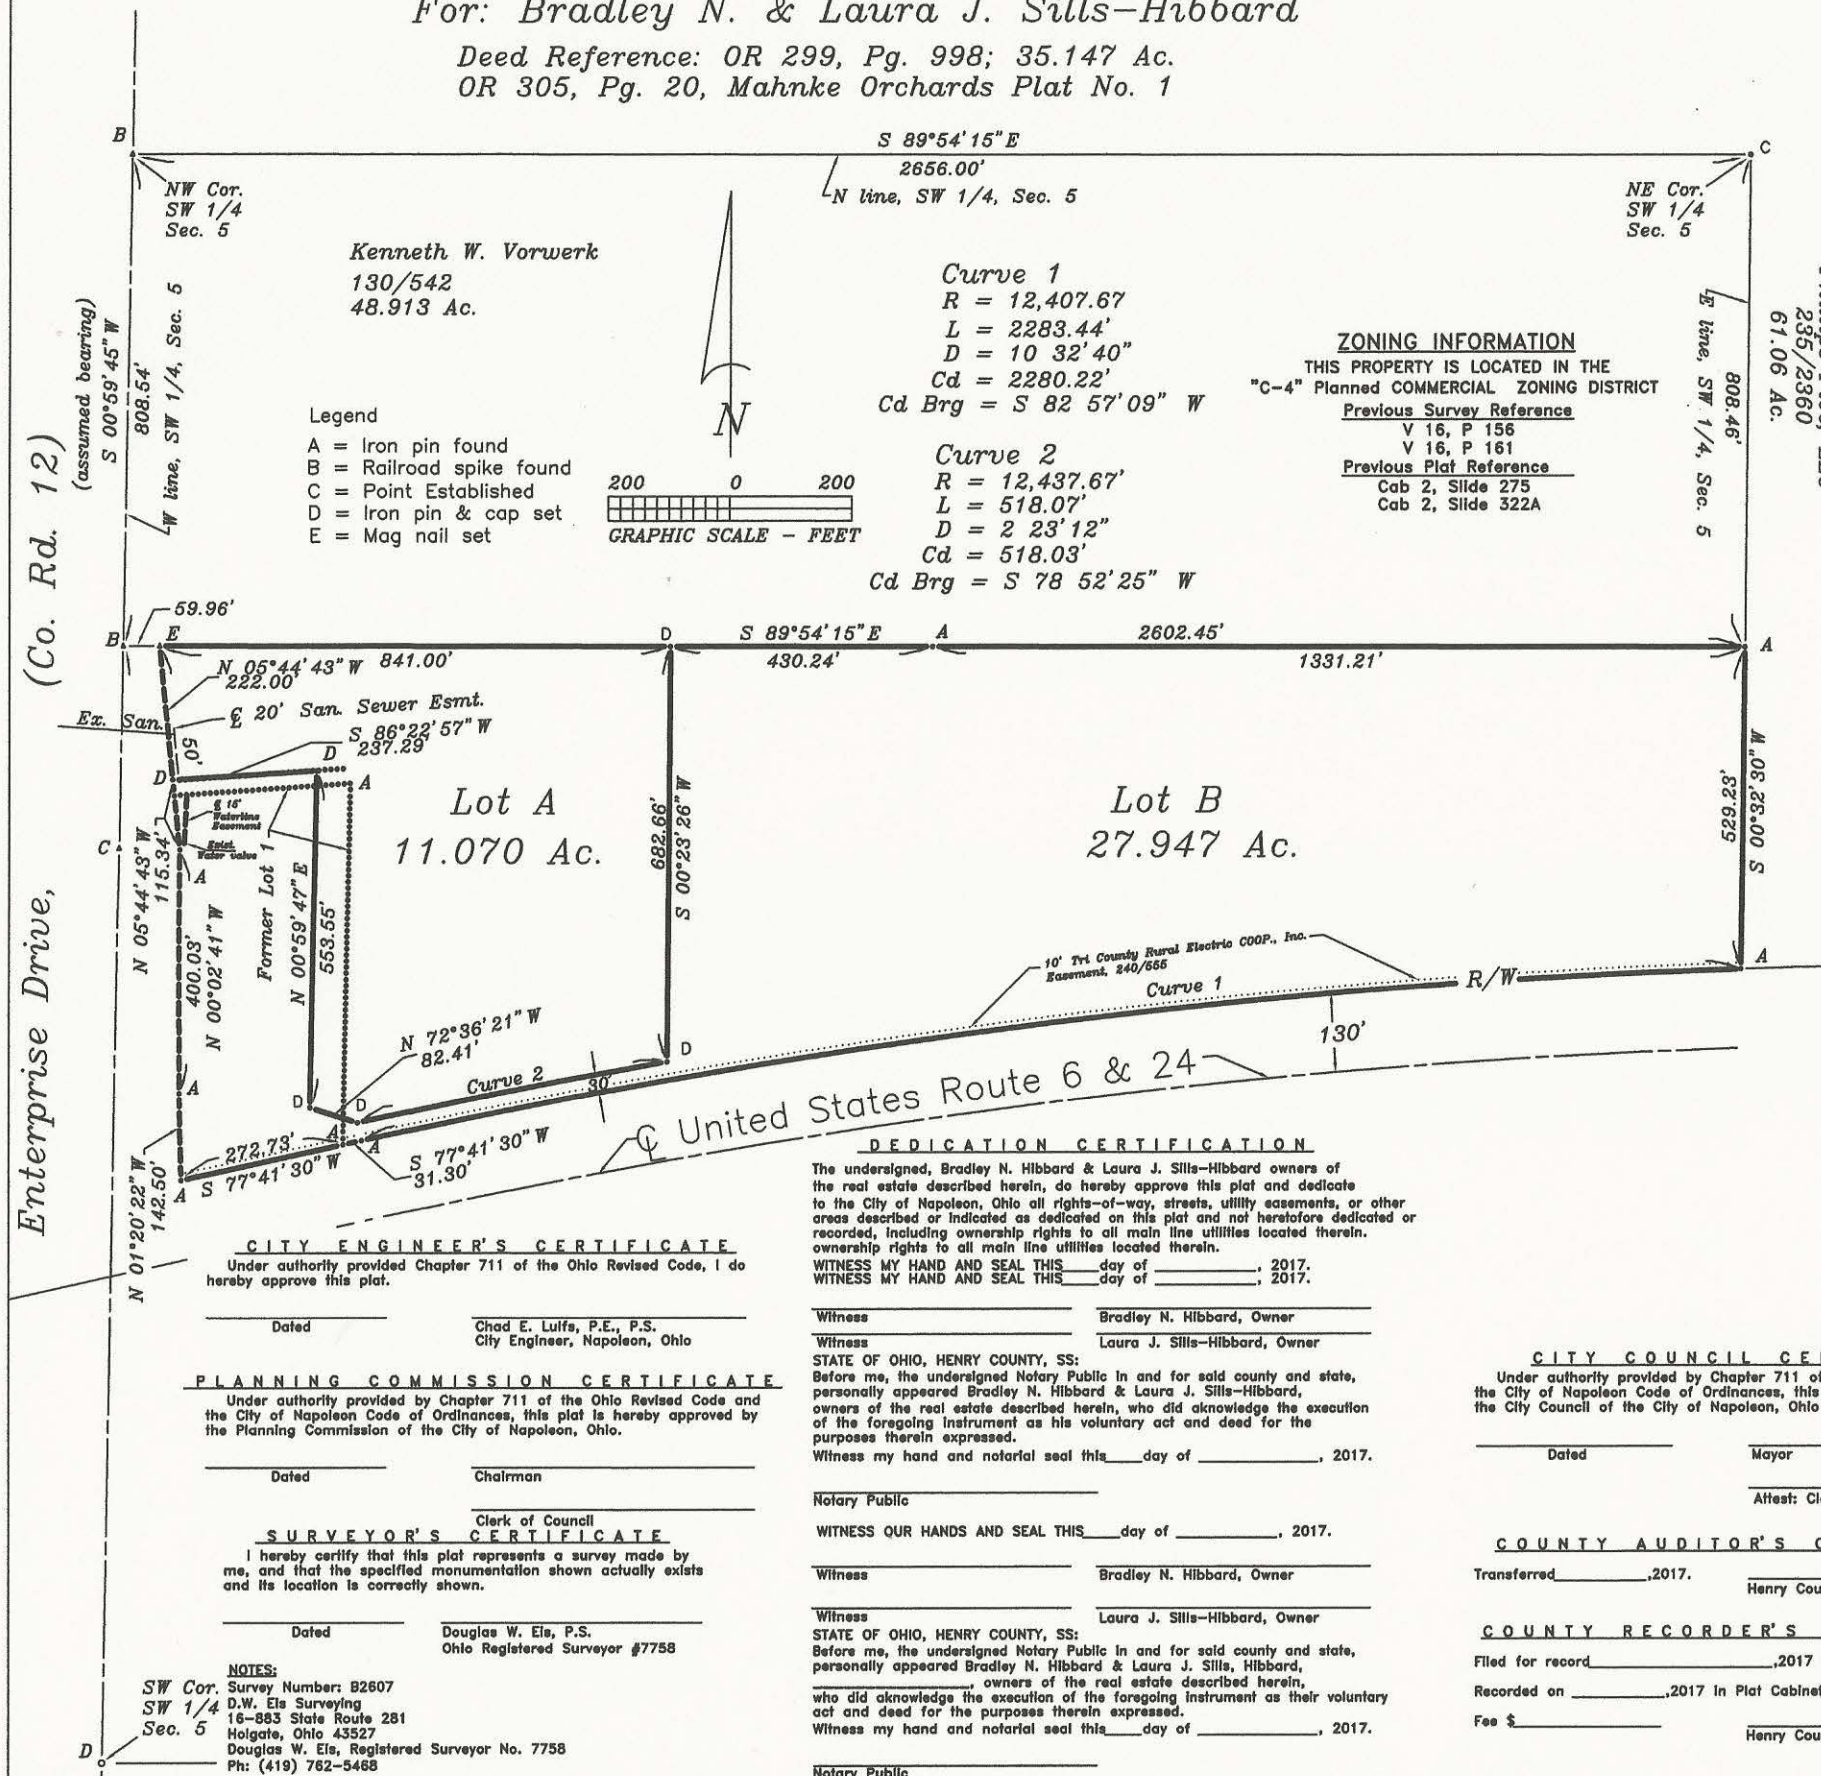 For: Bradley N. & Laura J. Sills-Hibbard
Deed Reference: OR 299, Pg. 998; 35.147 Ac.
OR 305, Pg. 20, Mahnke Orchards Plat No. 1
B
S 89°54'15" E
2656.00'
C
N line, SW 1/4, Sec. 5
NW Cor.
SW 1/4
Sec. 5
NE Cor.
SW 1/4
Sec. 5
(assumed bearing)
S 00°59'45" W
808.54'
W line, SW 1/4, Sec. 5
Kenneth W. Vorwerk
130/542
48.913 Ac.
N
Curve 1
R = 12,407.67
L = 2283.44'
D = 10 32'40"
Cd = 2280.22'
Cd Brg = S 82 57'09" W
Curve 2
R = 12,437.67'
L = 518.07'
D = 2 23'12"
Cd = 518.03'
Cd Brg = S 78 52'25" W
ZONING INFORMATION
THIS PROPERTY IS LOCATED IN THE
"C-4" Planned COMMERCIAL ZONING DISTRICT
Previous Survey Reference
V 16, P 156
V 16, P 161
Previous Plat Reference
Cab 2, Slide 275
Cab 2, Slide 322A
E line, SW 1/4, Sec. 5
808.46'
235/2360
61.06 Ac.
Legend
A = Iron pin found
B = Railroad spike found
C = Point Established
D = Iron pin & cap set
E = Mag nail set
200 0 200
GRAPHIC SCALE - FEET
Enterprise Drive, (Co. Rd. 12)
59.96'
B E D S 89°54'15" E A 2602.45' A
841.00' 430.24' 1331.21'
N 05°44'43" W
222.00'
℄ 20' San. Sewer Esmt.
Ex. San.
50'
S 86°22'57" W
237.29'
D
D
A
℄ 15'
Waterline
Easement
Exist.
Water valve
C
A
N 05°44'43" W
115.34'
400.03'
N 00°02'41" W
Former Lot 1
N 00°59'47" E
553.55'
Lot A
11.070 Ac.
682.66'
S 00°23'26" W
Lot B
27.947 Ac.
529.23'
S 00°23'30" W
A
10' Tri County Rural Electric COOP., Inc.
Easement, 240/555
Curve 1
R/W
130'
N 72°36'21" W
82.41'
Curve 2
30'
D
D
D
A
A
A
A
272.73'
S 77°41'30" W
S 77°41'30" W
31.30'
N 01°20'22" W
142.50'
℄ United States Route 6 & 24
CITY ENGINEER'S CERTIFICATE
Under authority provided Chapter 711 of the Ohio Revised Code, I do
hereby approve this plat.
Dated
Chad E. Lulfs, P.E., P.S.
City Engineer, Napoleon, Ohio
PLANNING COMMISSION CERTIFICATE
Under authority provided by Chapter 711 of the Ohio Revised Code and
the City of Napoleon Code of Ordinances, this plat is hereby approved by
the Planning Commission of the City of Napoleon, Ohio.
Dated
Chairman
Clerk of Council
SURVEYOR'S CERTIFICATE
I hereby certify that this plat represents a survey made by
me, and that the specified monumentation shown actually exists
and its location is correctly shown.
Dated
Douglas W. Eis, P.S.
Ohio Registered Surveyor #7758
SW Cor.
SW 1/4
Sec. 5
D
NOTES:
Survey Number: B2607
D.W. Eis Surveying
16-883 State Route 281
Holgate, Ohio 43527
Douglas W. Eis, Registered Surveyor No. 7758
Ph: (419) 762-5468
DEDICATION CERTIFICATION
The undersigned, Bradley N. Hibbard & Laura J. Sills-Hibbard owners of
the real estate described herein, do hereby approve this plat and dedicate
to the City of Napoleon, Ohio all rights-of-way, streets, utility easements, or other
areas described or indicated as dedicated on this plat and not heretofore dedicated or
recorded, including ownership rights to all main line utilities located therein.
ownership rights to all main line utilities located therein.
WITNESS MY HAND AND SEAL THIS____day of __________, 2017.
WITNESS MY HAND AND SEAL THIS____day of __________, 2017.
Witness Bradley N. Hibbard, Owner
Witness Laura J. Sills-Hibbard, Owner
STATE OF OHIO, HENRY COUNTY, SS:
Before me, the undersigned Notary Public in and for said county and state,
personally appeared Bradley N. Hibbard & Laura J. Sills-Hibbard,
owners of the real estate described herein, who did aknowledge the execution
of the foregoing instrument as his voluntary act and deed for the
purposes therein expressed.
Witness my hand and notarial seal this____day of ____________, 2017.
Notary Public
WITNESS OUR HANDS AND SEAL THIS____day of __________, 2017.
Witness Bradley N. Hibbard, Owner
Witness Laura J. Sills-Hibbard, Owner
STATE OF OHIO, HENRY COUNTY, SS:
Before me, the undersigned Notary Public in and for said county and state,
personally appeared Bradley N. Hibbard & Laura J. Sills, Hibbard,
_______________, owners of the real estate described herein,
who did aknowledge the execution of the foregoing instrument as their voluntary
act and deed for the purposes therein expressed.
Witness my hand and notarial seal this____day of ____________, 2017.
Notary Public
CITY COUNCIL CE
Under authority provided by Chapter 711 of
the City of Napoleon Code of Ordinances, this
the City Council of the City of Napoleon, Ohio
Dated Mayor
Attest: Cl
COUNTY AUDITOR'S
Transferred_________,2017.
Henry Cou
COUNTY RECORDER'S
Filed for record__________________,2017
Recorded on _________,2017 in Plat Cabinet
Fee $______________
Henry Cou